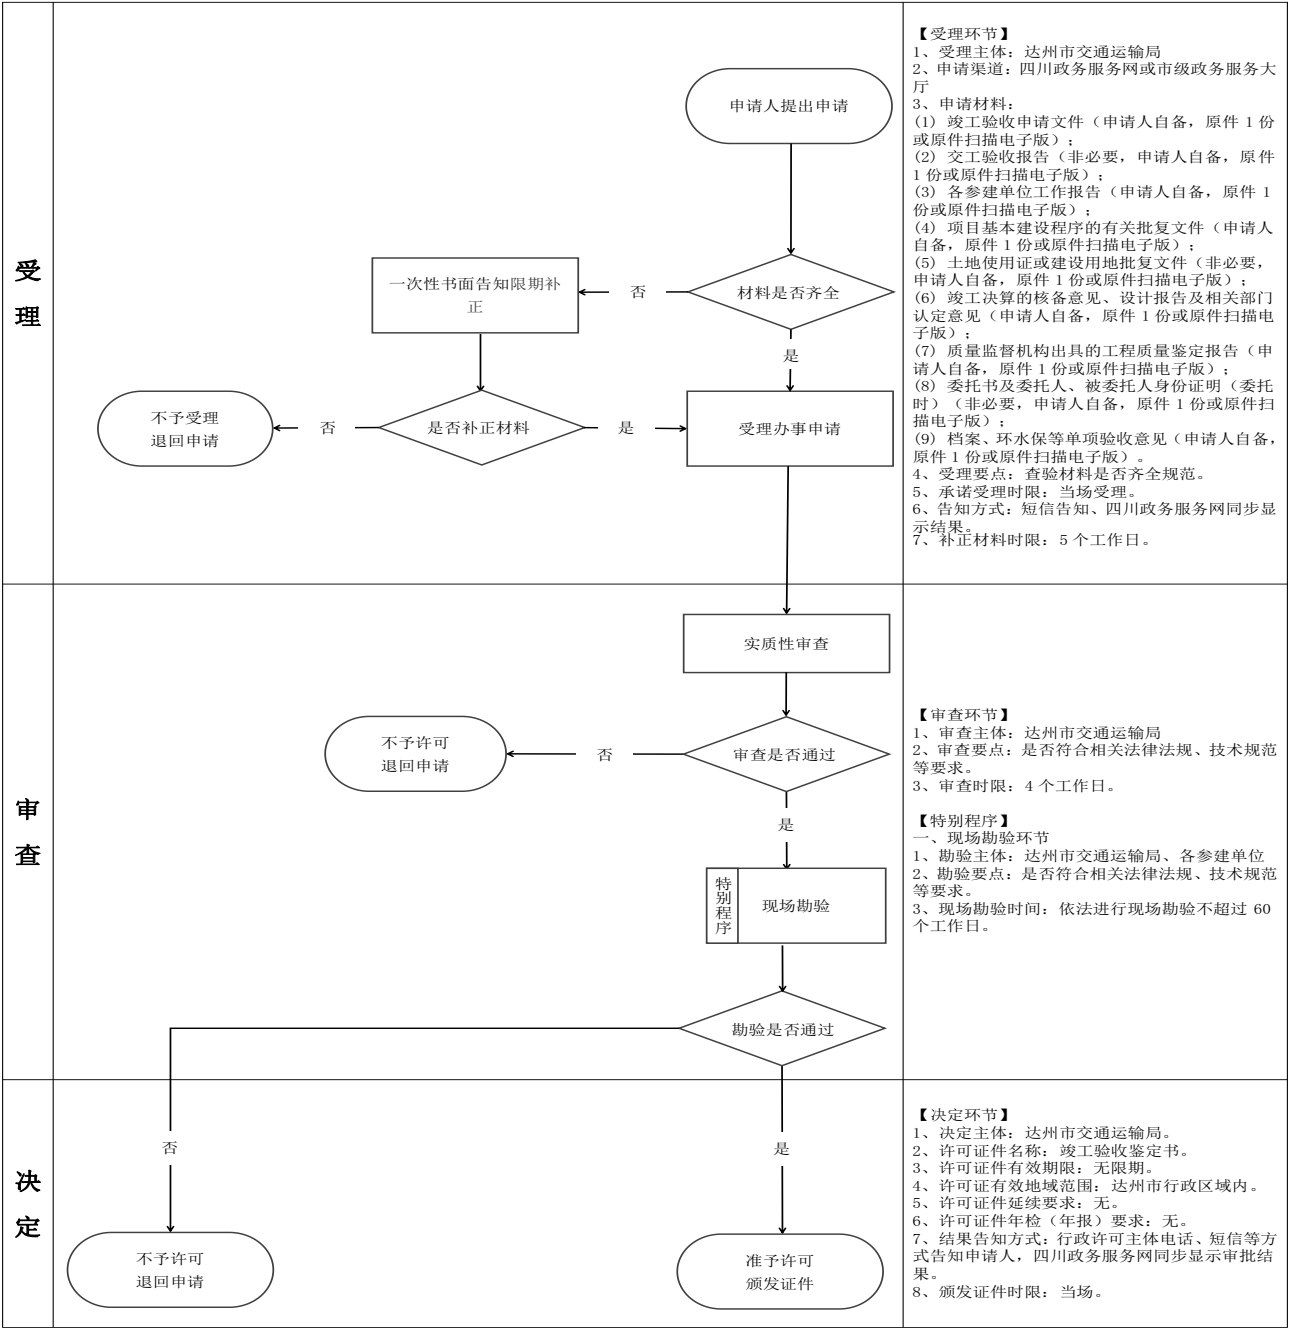 受
理
申请人提出申请
材料是否齐全
否
一次性书面告知限期补
正
是
不予受理
退回申请
否
是否补正材料
是
受理办事申请
【受理环节】
1、受理主体：达州市交通运输局
2、申请渠道：四川政务服务网或市级政务服务大
厅
3、申请材料：
(1) 竣工验收申请文件（申请人自备，原件 1 份
或原件扫描电子版）；
(2) 交工验收报告（非必要，申请人自备，原件
1 份或原件扫描电子版）；
(3) 各参建单位工作报告（申请人自备，原件 1
份或原件扫描电子版）；
(4) 项目基本建设程序的有关批复文件（申请人
自备，原件 1 份或原件扫描电子版）；
(5) 土地使用证或建设用地批复文件（非必要，
申请人自备，原件 1 份或原件扫描电子版）；
(6) 竣工决算的核备意见、设计报告及相关部门
认定意见（申请人自备，原件 1 份或原件扫描电
子版）；
(7) 质量监督机构出具的工程质量鉴定报告（申
请人自备，原件 1 份或原件扫描电子版）；
(8) 委托书及委托人、被委托人身份证明（委托
时）（非必要，申请人自备，原件 1 份或原件扫
描电子版）；
(9) 档案、环水保等单项验收意见（申请人自备，
原件 1 份或原件扫描电子版）。
4、受理要点：查验材料是否齐全规范。
5、承诺受理时限：当场受理。
6、告知方式：短信告知、四川政务服务网同步显
示结果。
7、补正材料时限：5 个工作日。
审
查
实质性审查
审查是否通过
否
不予许可
退回申请
是
特别程序
现场勘验
勘验是否通过
【审查环节】
1、审查主体：达州市交通运输局
2、审查要点：是否符合相关法律法规、技术规范
等要求。
3、审查时限：4 个工作日。
【特别程序】
一、现场勘验环节
1、勘验主体：达州市交通运输局、各参建单位
2、勘验要点：是否符合相关法律法规、技术规范
等要求。
3、现场勘验时间：依法进行现场勘验不超过 60
个工作日。
决
定
否
是
不予许可
退回申请
准予许可
颁发证件
【决定环节】
1、决定主体：达州市交通运输局。
2、许可证件名称：竣工验收鉴定书。
3、许可证件有效期限：无限期。
4、许可证有效地域范围：达州市行政区域内。
5、许可证件延续要求：无。
6、许可证件年检（年报）要求：无。
7、结果告知方式：行政许可主体电话、短信等方
式告知申请人，四川政务服务网同步显示审批结
果。
8、颁发证件时限：当场。